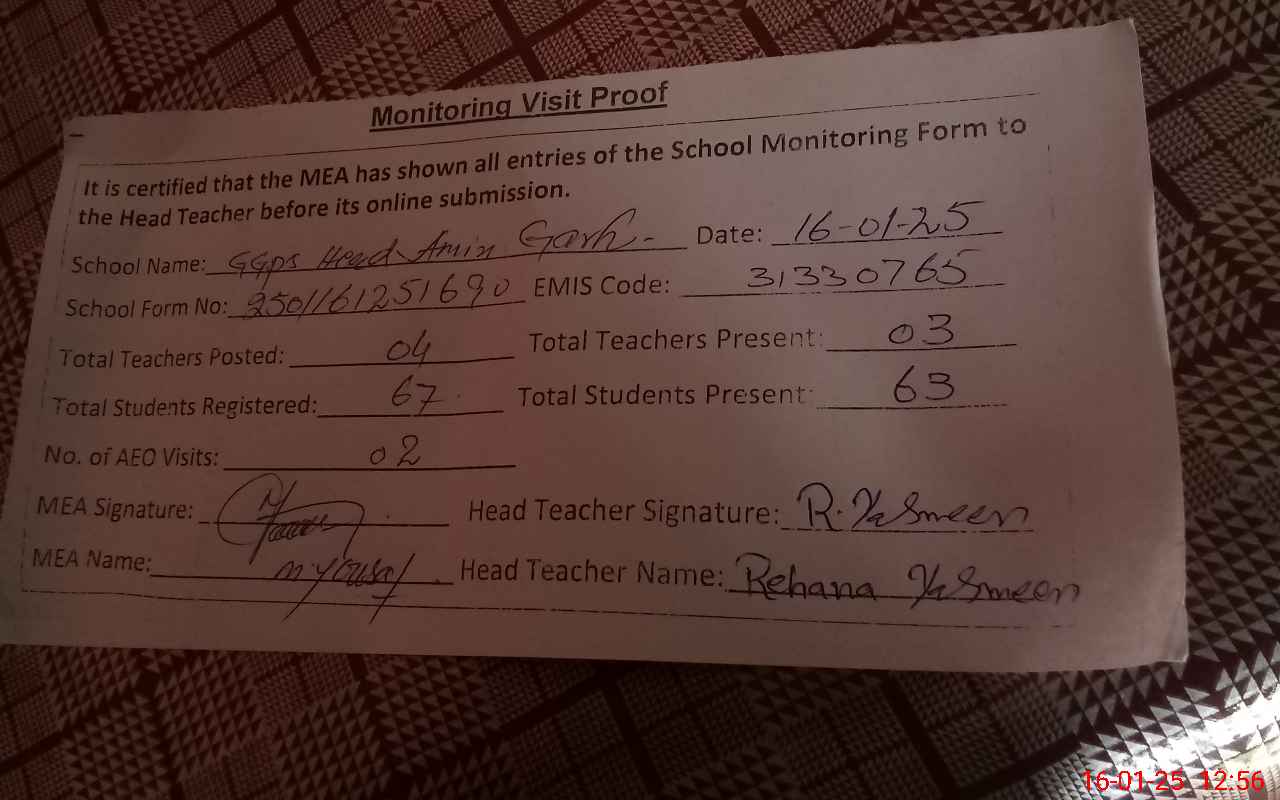 Monitoring Visit Proof
It is certified that the MEA has shown all entries of the School Monitoring Form to
the Head Teacher before its online submission.
School Name: GGps Head Amin Garh - Date: 16-01-25
School Form No: 2501161251690 EMIS Code: 31330765
Total Teachers Posted: 04 Total Teachers Present: 03
Total Students Registered: 67 Total Students Present: 63
No. of AEO Visits: 02
MEA Signature: Head Teacher Signature: R. Yasmeen
MEA Name: M. Yousaf Head Teacher Name: Rehana Yasmeen
16-01-25 12:56